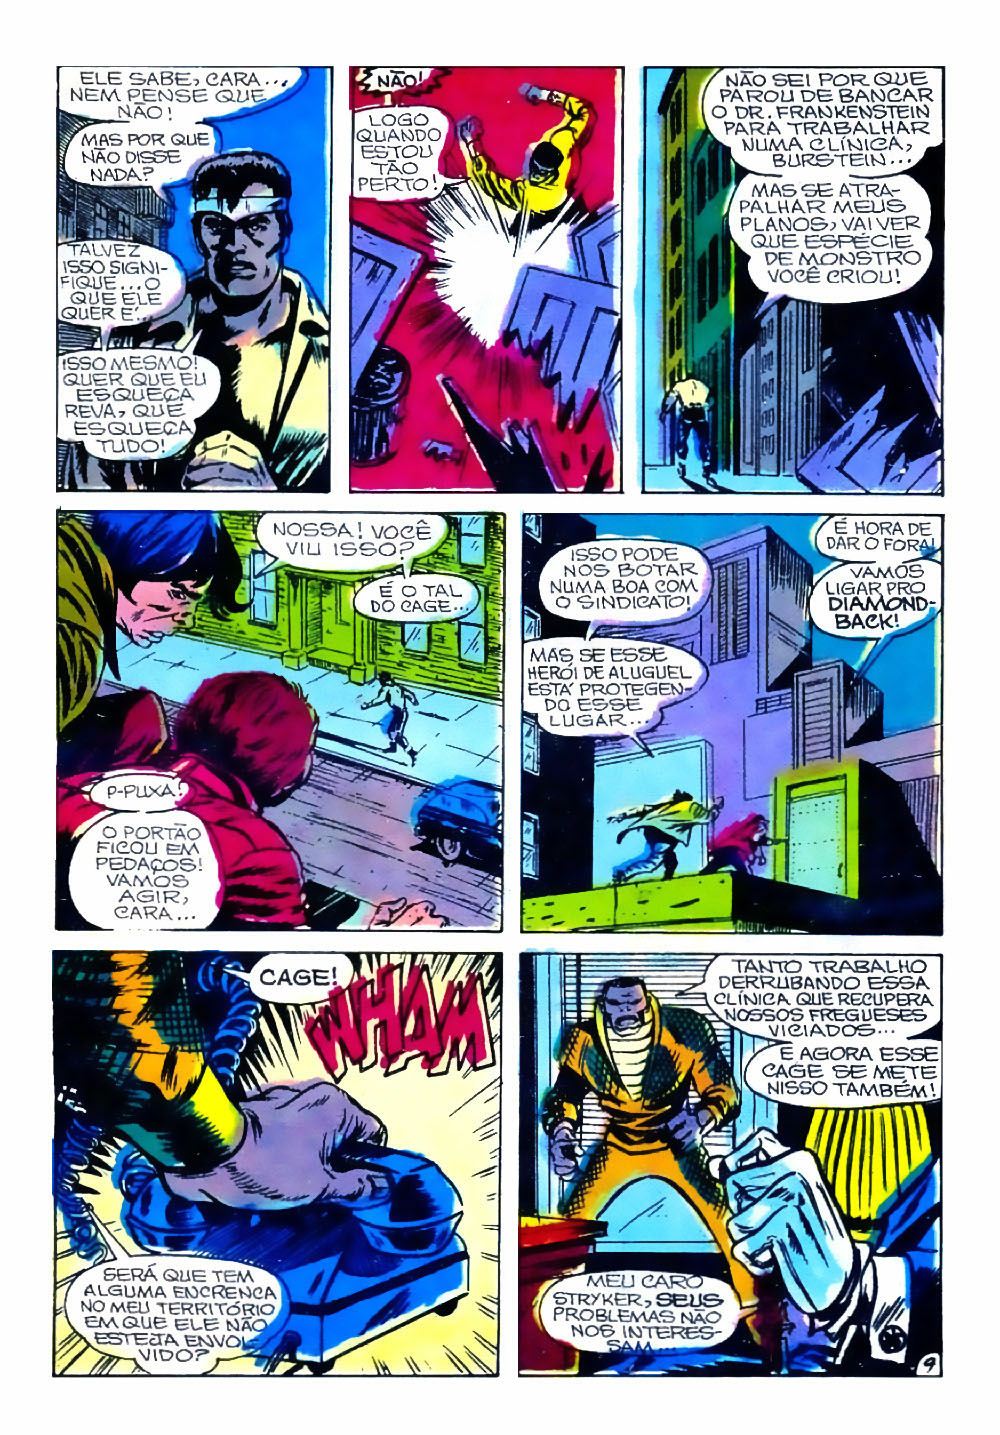 ELE SABE, CARA...
NEM PENSE QUE
NÃO!
MAS POR QUE
NÃO DISSE
NADA?
TALVEZ
ISSO SIGNI-
FIQUE... O
QUE ELE
QUER É...
ISSO MESMO!
QUER QUE EU
ESQUEÇA
REVA, QUE
ESQUEÇA
TUDO!
NÃO!
LOGO
QUANDO
ESTOU
TÃO
PERTO!
NÃO SEI POR QUE
PAROU DE BANCAR
O DR. FRANKENSTEIN
PARA TRABALHAR
NUMA CLÍNICA,
BURSTEIN...
MAS SE ATRA-
PALHAR MEUS
PLANOS, VAI VER
QUE ESPÉCIE
DE MONSTRO
VOCÊ CRIOU!
NOSSA! VOCÊ
VIU ISSO?
É O TAL
DO CAGE...
P-PUXA!
O PORTÃO
FICOU EM
PEDAÇOS!
VAMOS
AGIR,
CARA...
ISSO PODE
NOS BOTAR
NUMA BOA COM
O SINDICATO!
MAS SE ESSE
HERÓI DE ALUGUEL
ESTÁ PROTEGEN-
DO ESSE
LUGAR...
É HORA DE
DAR O FORA!
VAMOS
LIGAR PRO
DIAMOND-
BACK!
CAGE!
WHAM
SERÁ QUE TEM
ALGUMA ENCRENCA
NO MEU TERRITÓRIO
EM QUE ELE NÃO
ESTEJA ENVOL-
VIDO?
TANTO TRABALHO
DERRUBANDO ESSA
CLÍNICA QUE RECUPERA
NOSSOS FREGUESES
VICIADOS...
E AGORA ESSE
CAGE SE METE
NISSO TAMBÉM!
MEU CARO
STRYKER, SEUS
PROBLEMAS NÃO
NOS INTERES-
SAM...
9